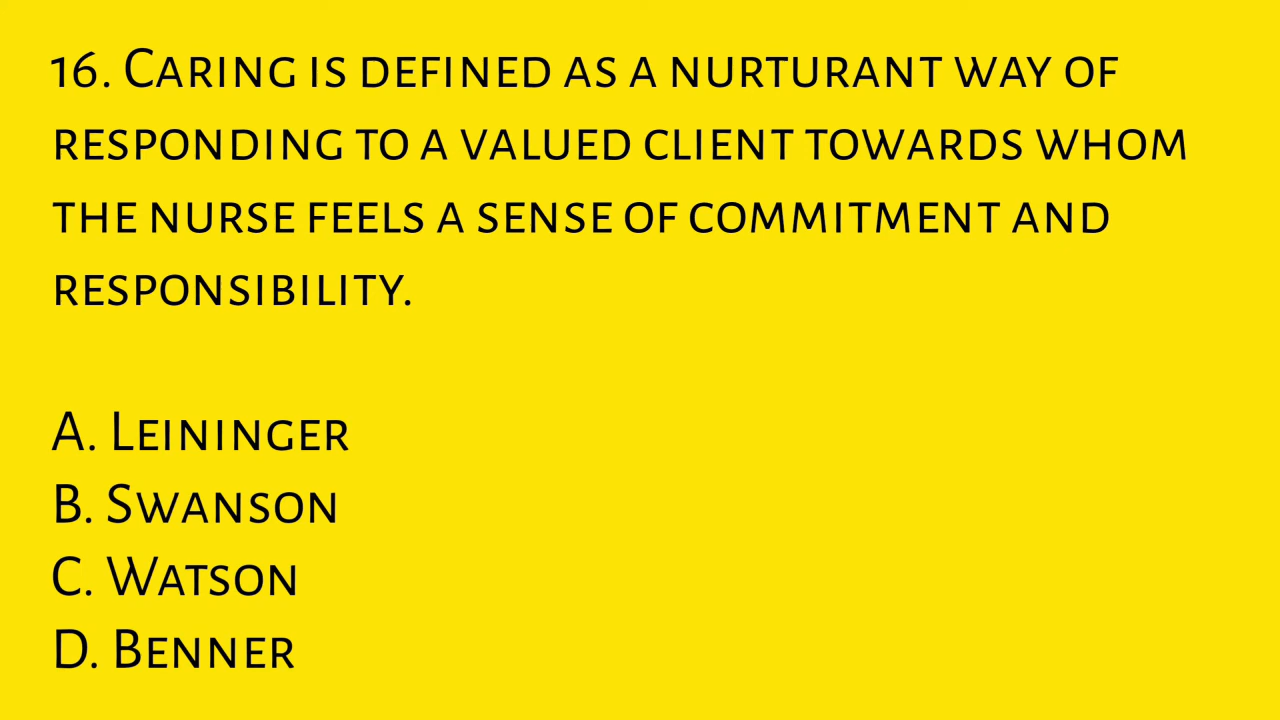 16. Caring is defined as a nurturant way of
responding to a valued client towards whom
the nurse feels a sense of commitment and
responsibility.
A. Leininger
B. Swanson
C. Watson
D. Benner